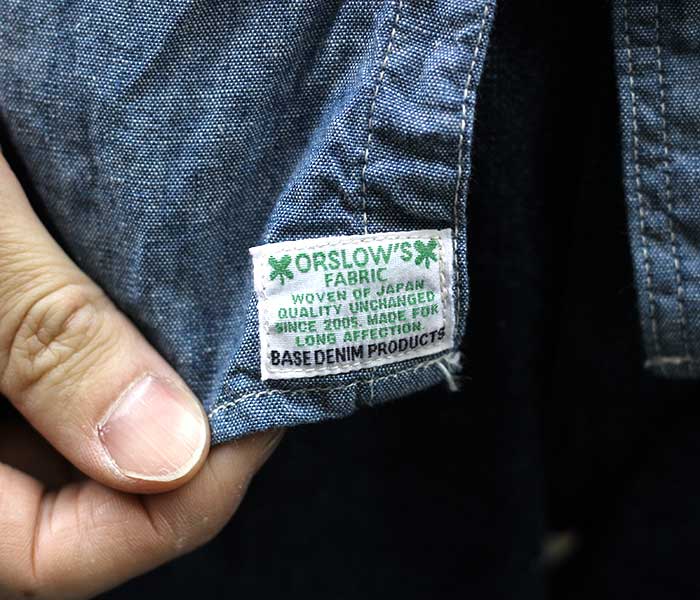 ORSLOW'S
FABRIC
WOVEN OF JAPAN
QUALITY UNCHANGED
SINCE 2005. MADE FOR
LONG AFFECTION.
BASE DENIM PRODUCTS